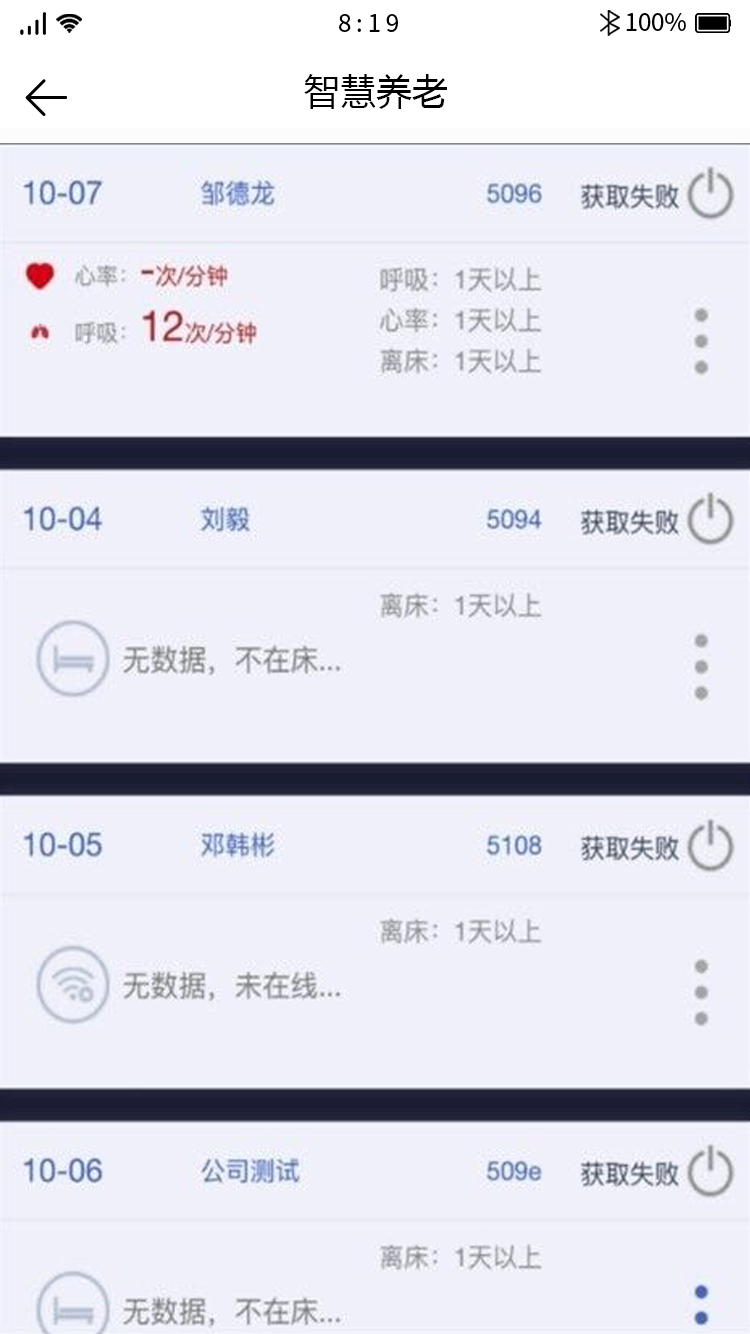 8:19 100%
智慧养老
10-07 邹德龙 5096 获取失败
心率: -次/分钟 呼吸: 1天以上
心率: 1天以上
呼吸: 12次/分钟
离床: 1天以上
10-04 刘毅 5094 获取失败
离床: 1天以上
无数据，不在床...
10-05 邓韩彬 5108 获取失败
离床: 1天以上
无数据，未在线...
10-06 公司测试 509e 获取失败
离床: 1天以上
无数据，不在床...